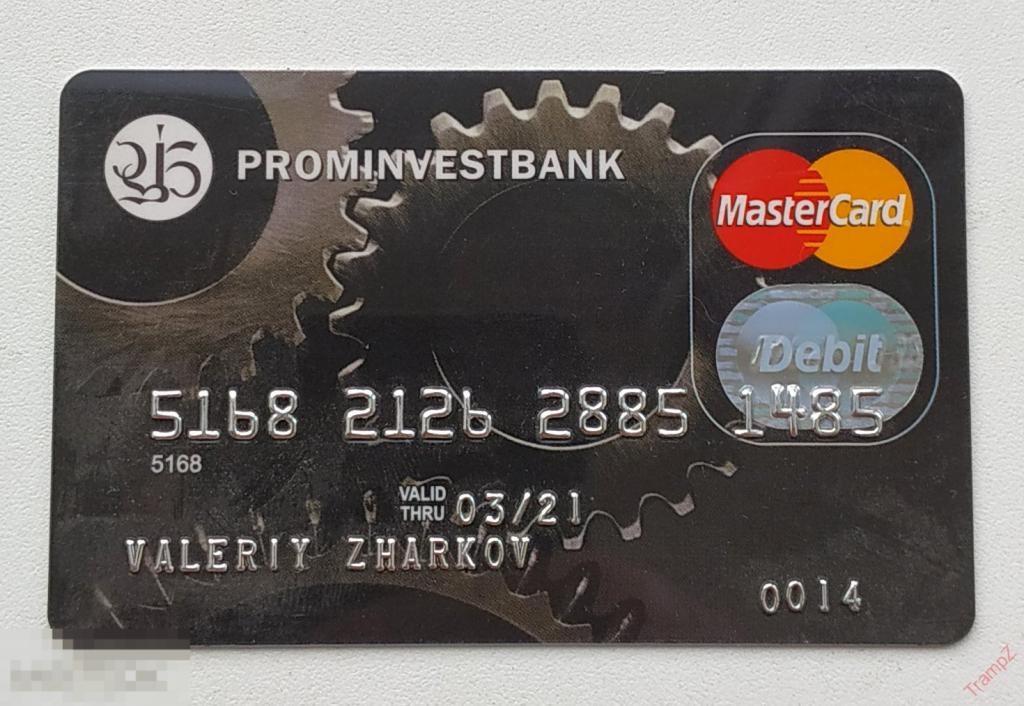 PROMINVESTBANK
MasterCard
Debit
5168 2126 2885 1485
5168
VALID THRU 03/21
VALERIY ZHARKOV
0014
TrampZ